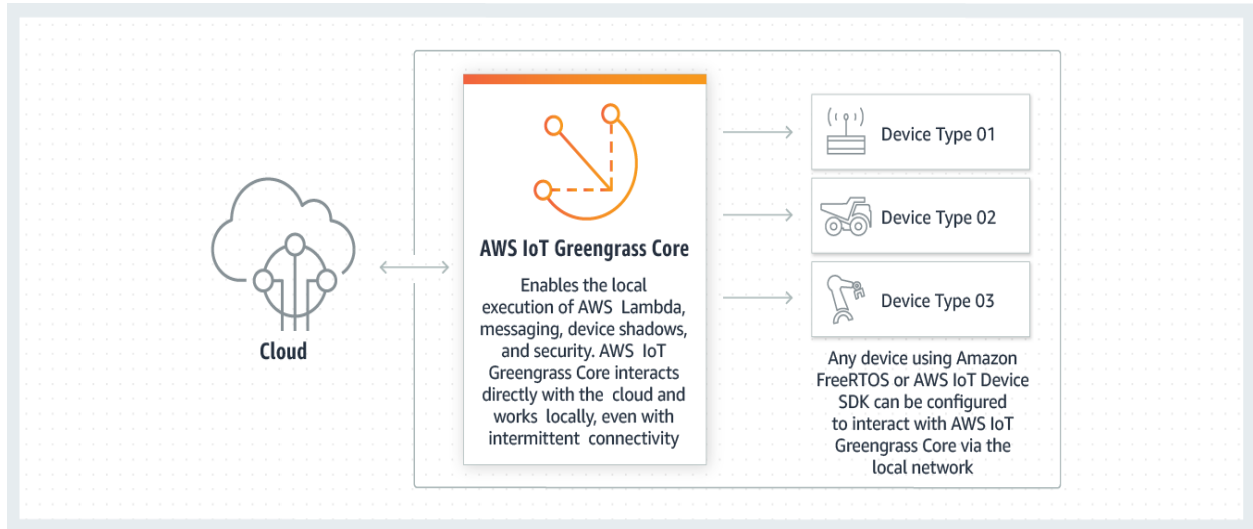 Cloud
AWS IoT Greengrass Core
Enables the local
execution of AWS Lambda,
messaging, device shadows,
and security. AWS IoT
Greengrass Core interacts
directly with the cloud and
works locally, even with
intermittent connectivity
Device Type 01
Device Type 02
Device Type 03
Any device using Amazon
FreeRTOS or AWS IoT Device
SDK can be configured
to interact with AWS IoT
Greengrass Core via the
local network